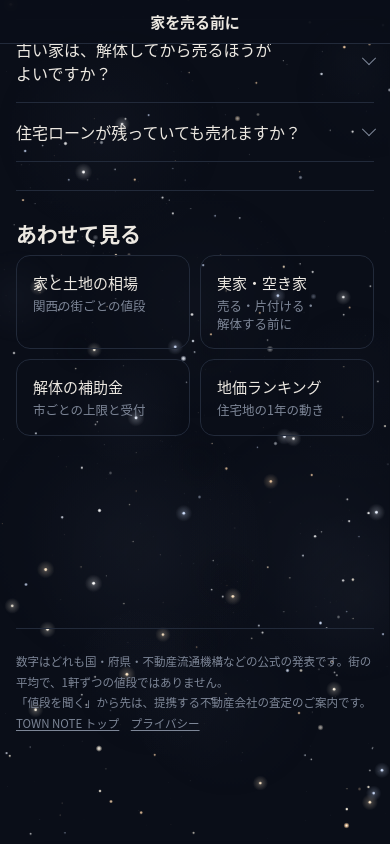 家を売る前に
古い家は、解体してから売るほうが
よいですか？
住宅ローンが残っていても売れますか？
あわせて見る
家と土地の相場
関西の街ごとの値段
実家・空き家
売る・片付ける・
解体する前に
解体の補助金
市ごとの上限と受付
地価ランキング
住宅地の1年の動き
数字はどれも国・府県・不動産流通機構などの公式の発表です。街の
平均で、1軒ずつの値段ではありません。
「値段を聞く」から先は、提携する不動産会社の査定のご案内です。
TOWN NOTE トップ プライバシー